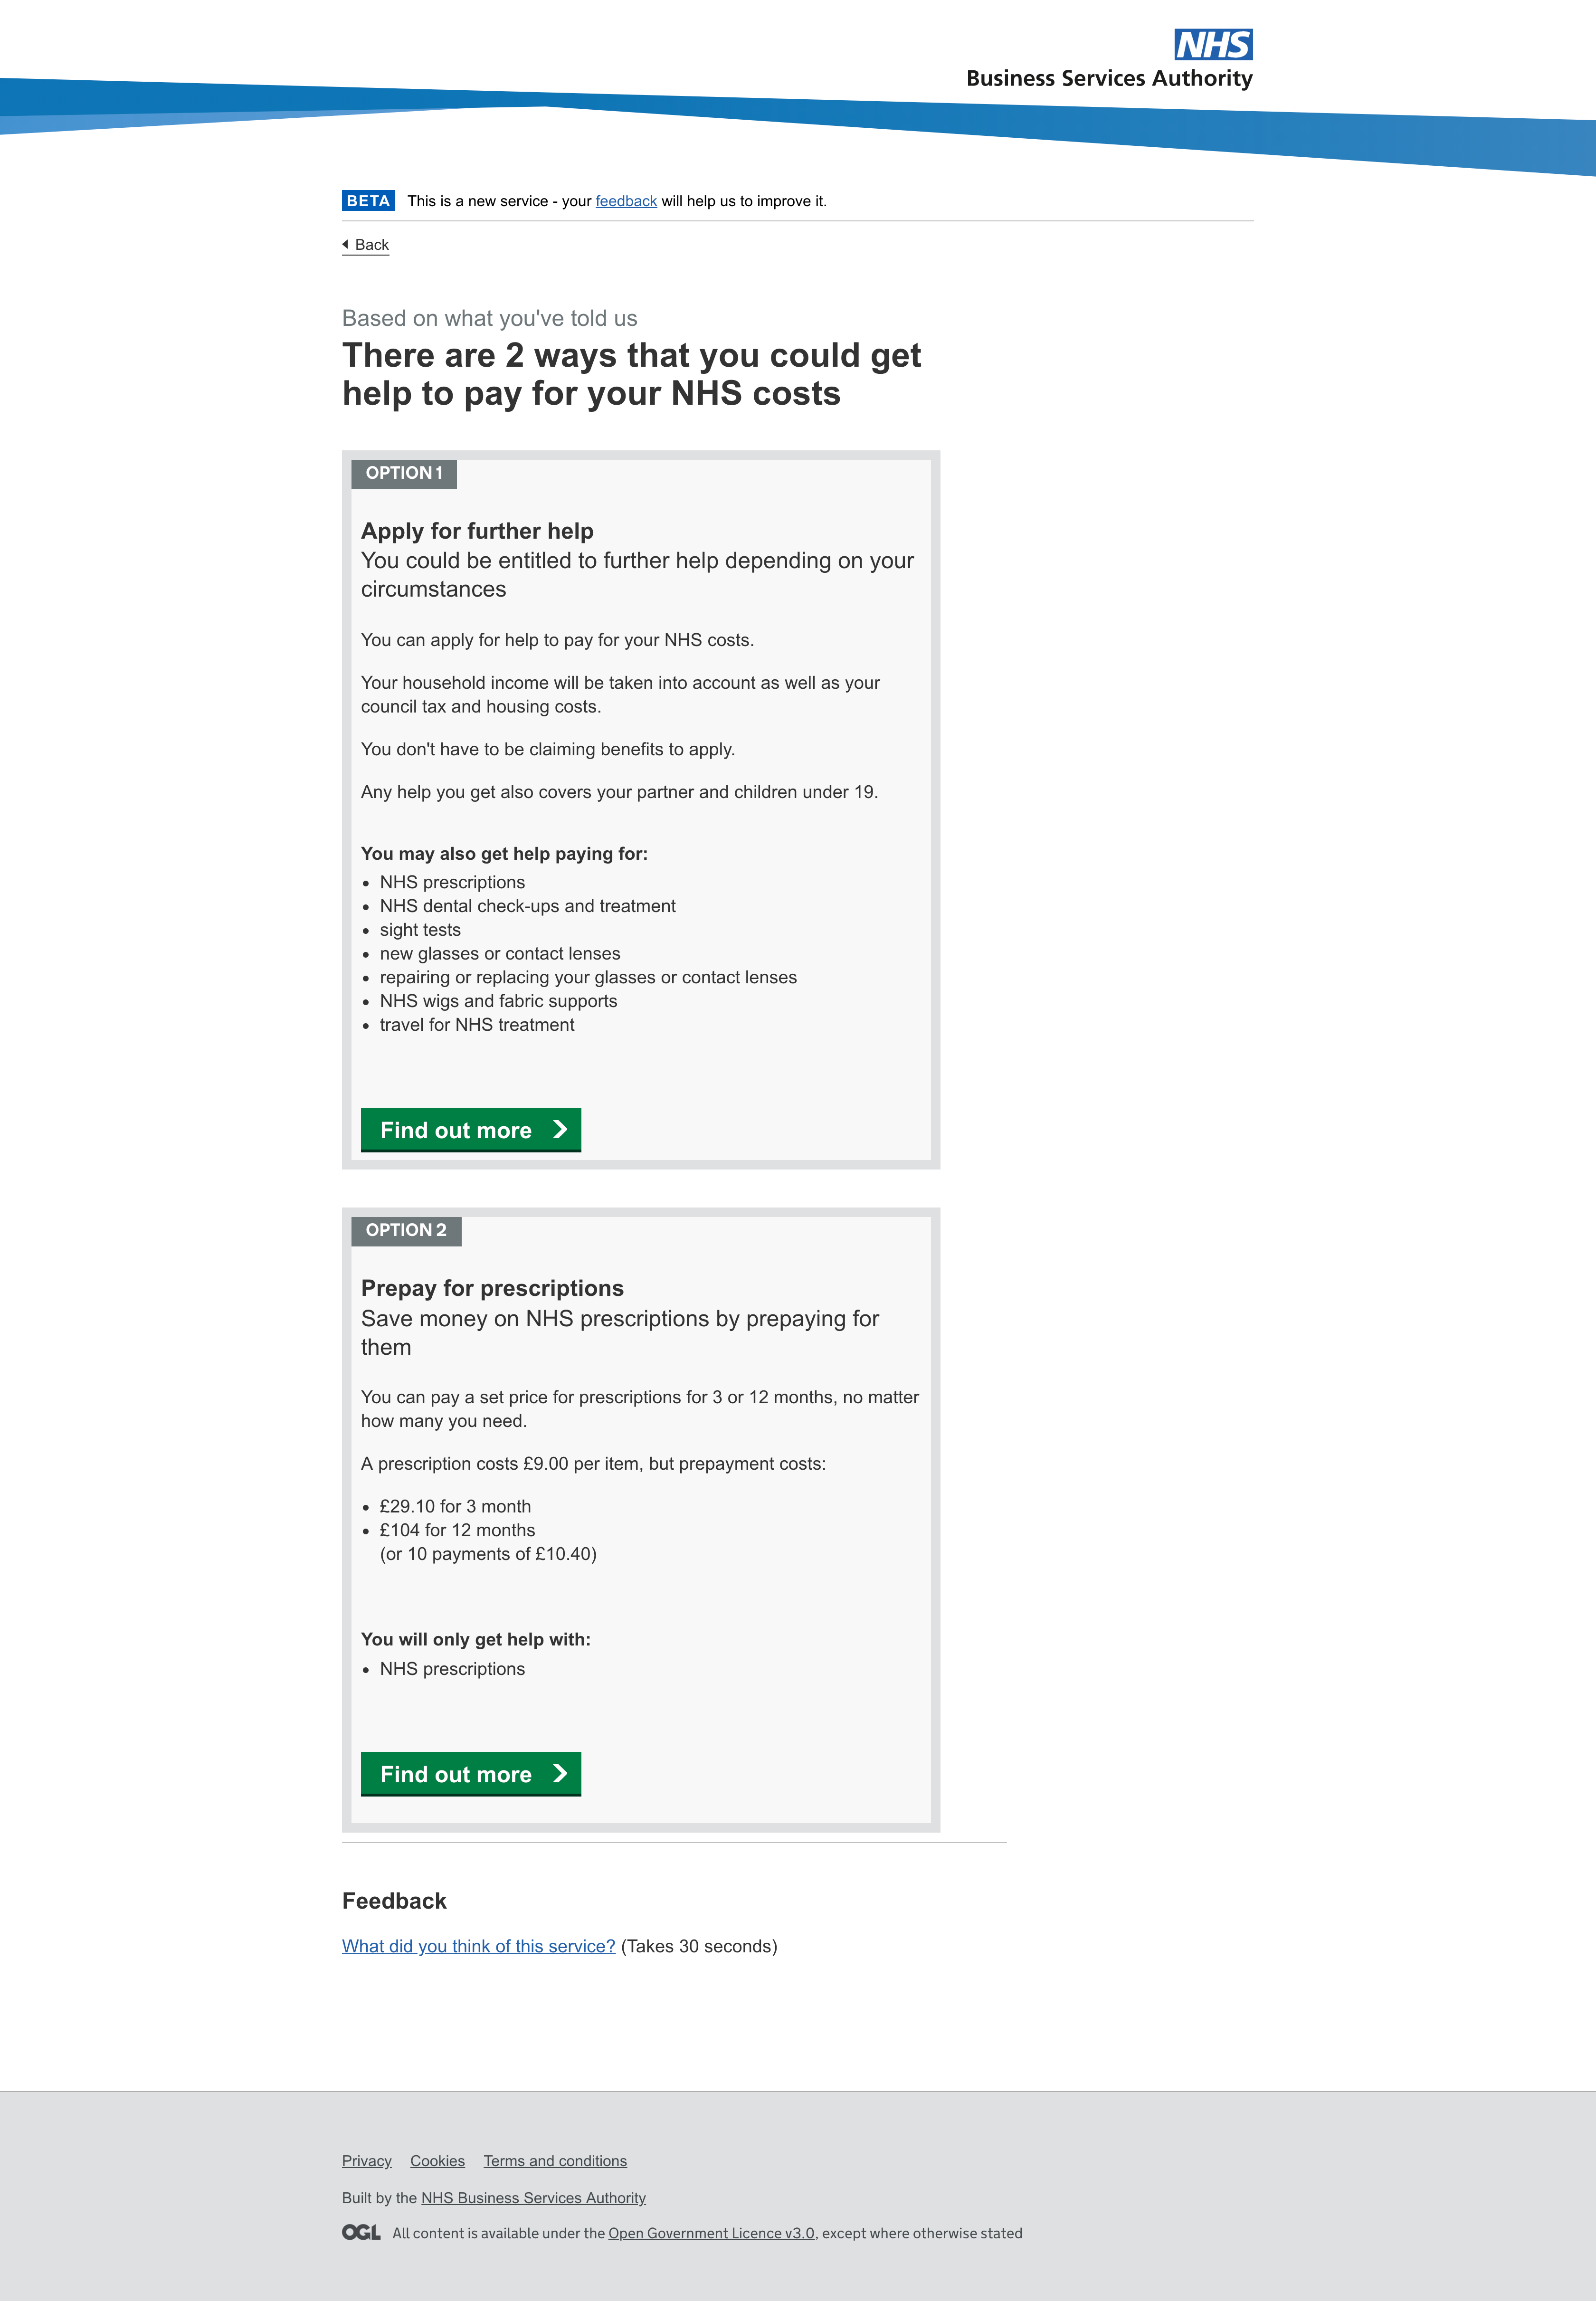 NHS
Business Services Authority
BETA This is a new service - your feedback will help us to improve it.
Back
Based on what you've told us
There are 2 ways that you could get
help to pay for your NHS costs
OPTION 1
Apply for further help
You could be entitled to further help depending on your
circumstances
You can apply for help to pay for your NHS costs.
Your household income will be taken into account as well as your
council tax and housing costs.
You don't have to be claiming benefits to apply.
Any help you get also covers your partner and children under 19.
You may also get help paying for:
• NHS prescriptions
• NHS dental check-ups and treatment
• sight tests
• new glasses or contact lenses
• repairing or replacing your glasses or contact lenses
• NHS wigs and fabric supports
• travel for NHS treatment
Find out more
OPTION 2
Prepay for prescriptions
Save money on NHS prescriptions by prepaying for
them
You can pay a set price for prescriptions for 3 or 12 months, no matter
how many you need.
A prescription costs £9.00 per item, but prepayment costs:
• £29.10 for 3 month
• £104 for 12 months
(or 10 payments of £10.40)
You will only get help with:
• NHS prescriptions
Find out more
Feedback
What did you think of this service? (Takes 30 seconds)
Privacy Cookies Terms and conditions
Built by the NHS Business Services Authority
OGL All content is available under the Open Government Licence v3.0, except where otherwise stated